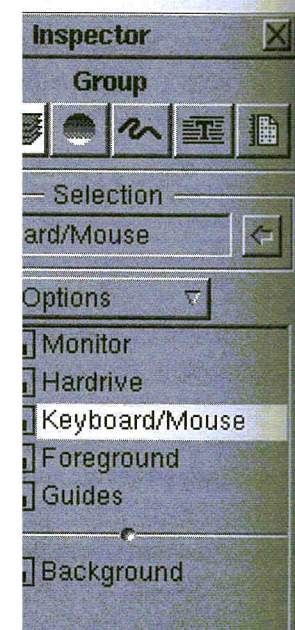 Inspector
Group
Selection
ard/Mouse
Options
Monitor
Hardrive
Keyboard/Mouse
Foreground
Guides
Background